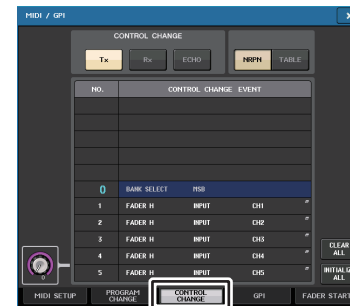 MIDI / GPI
CONTROL CHANGE
Tx Rx ECHO NRPN TABLE
NO. CONTROL CHANGE EVENT
0 BANK SELECT MSB
1 FADER H INPUT CH1
2 FADER H INPUT CH2
3 FADER H INPUT CH3
4 FADER H INPUT CH4
5 FADER H INPUT CH5
CLEAR
ALL
INITIALIZ
ALL
MIDI SETUP PROGRAM CHANGE CONTROL CHANGE GPI FADER START